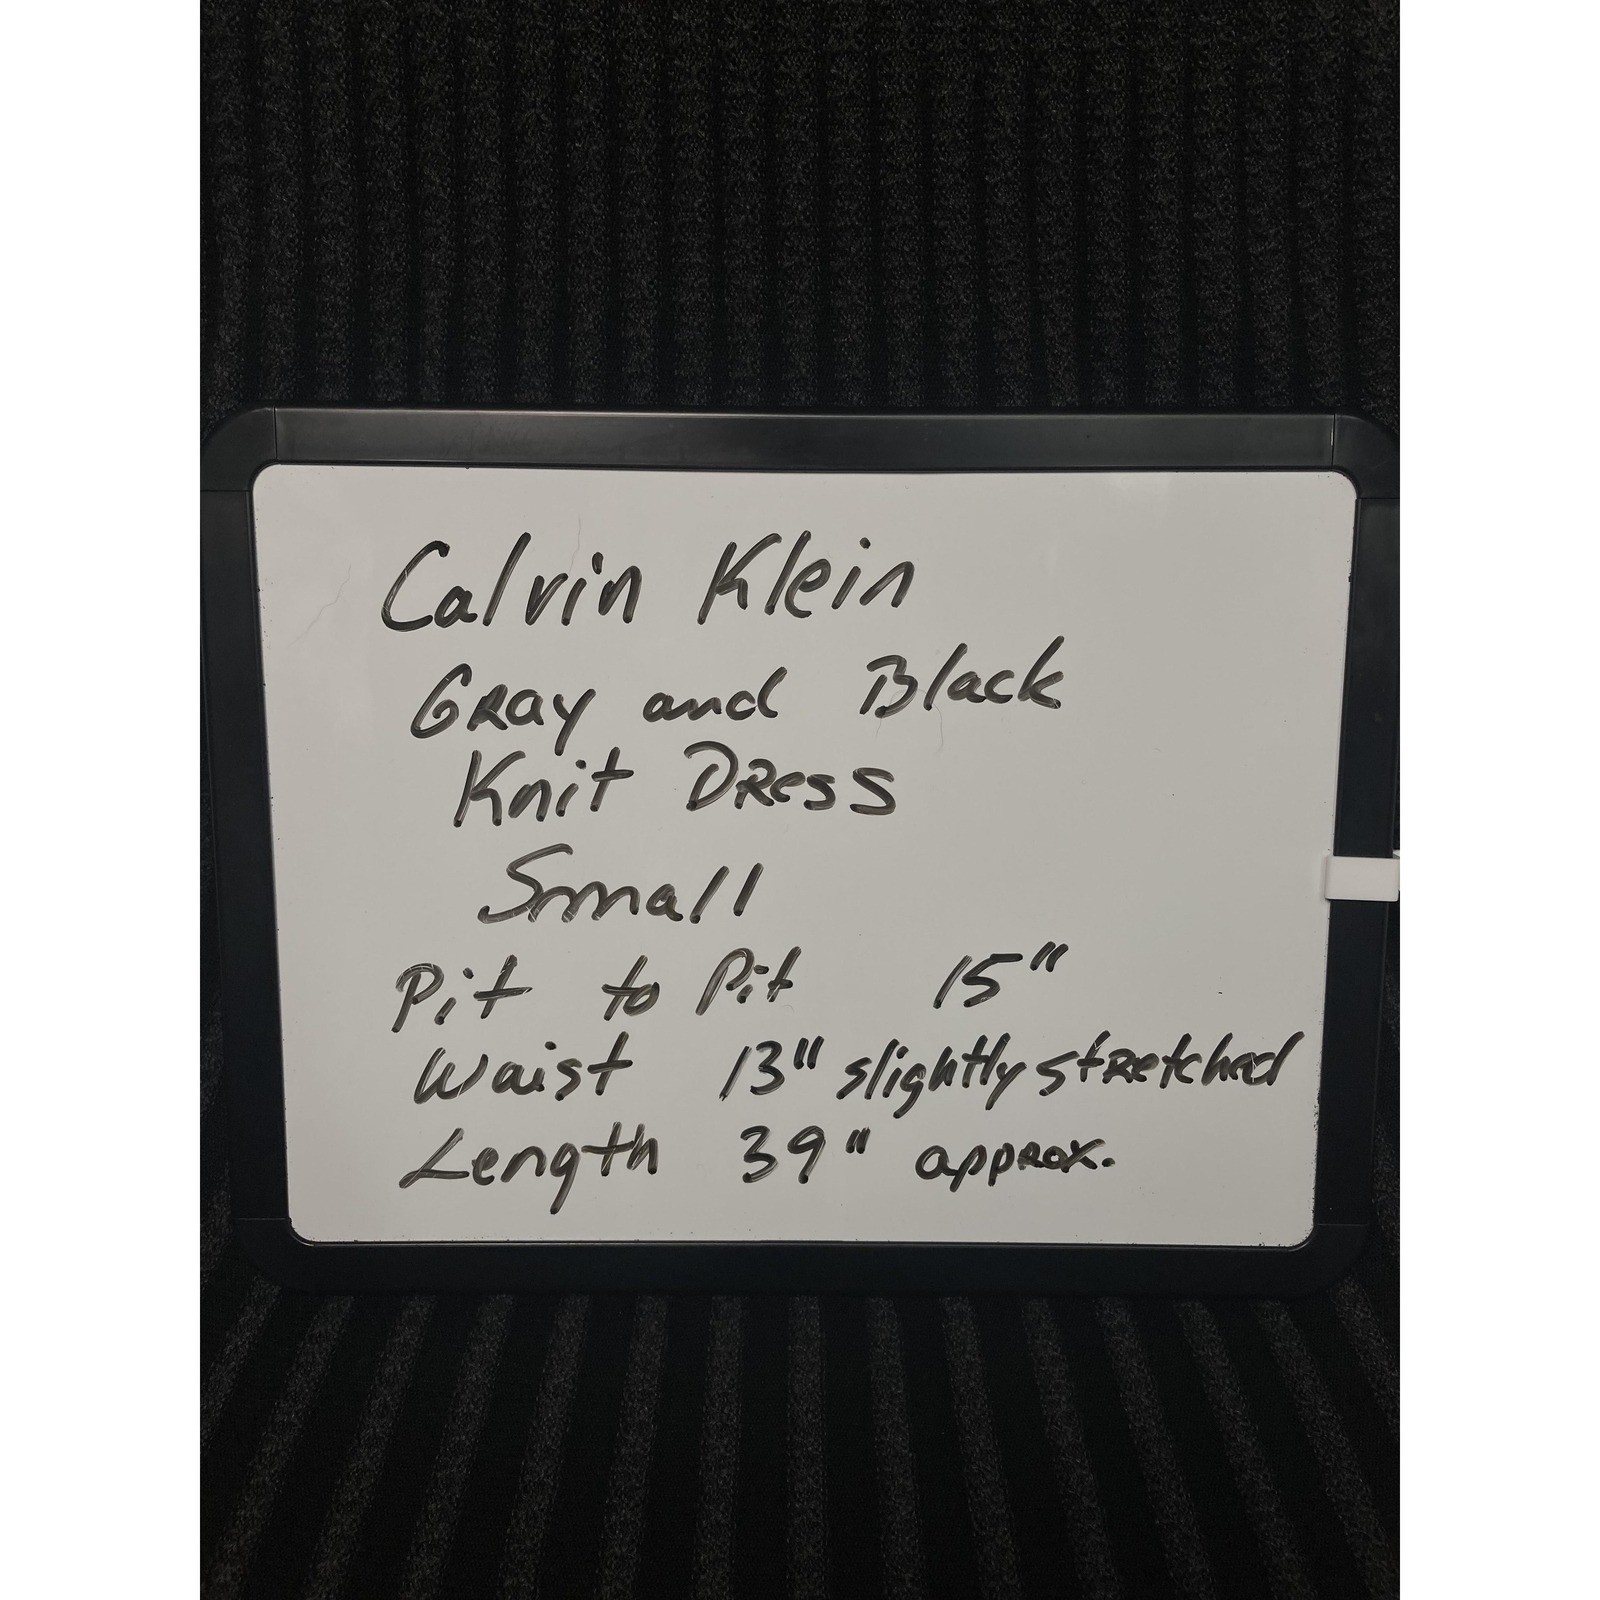 Calvin Klein
Gray and Black
Knit Dress
Small
Pit to Pit 15"
Waist 13" slightly stretched
Length 39" approx.